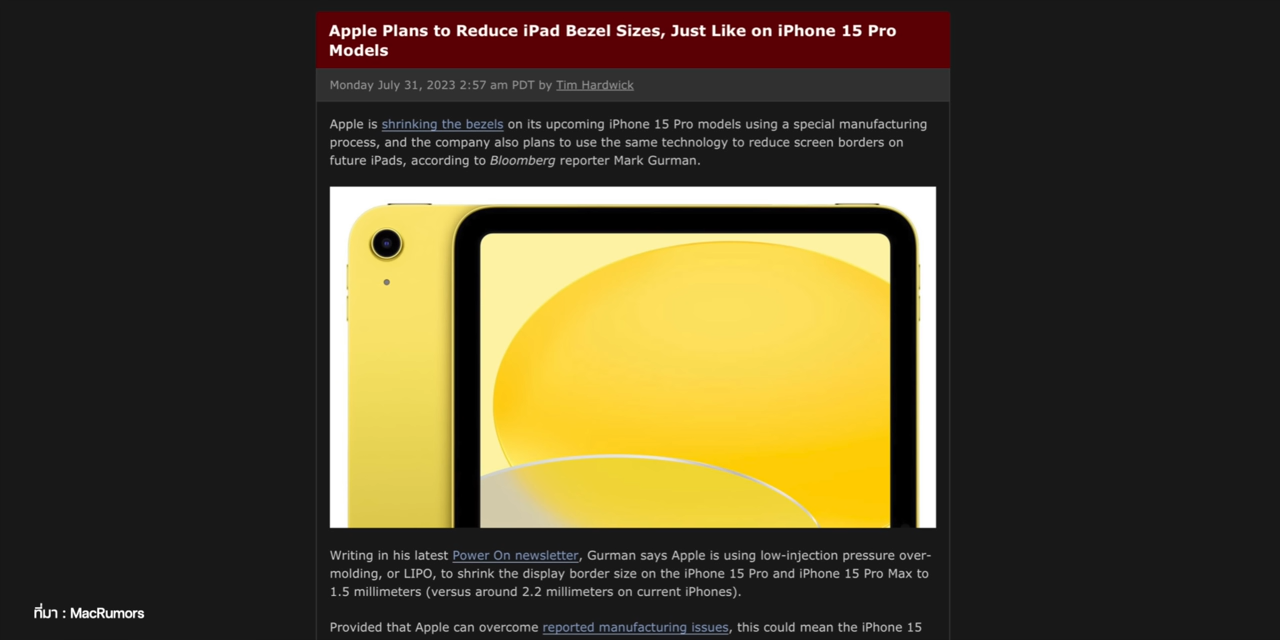 Apple Plans to Reduce iPad Bezel Sizes, Just Like on iPhone 15 Pro
Models
Monday July 31, 2023 2:57 am PDT by Tim Hardwick
Apple is shrinking the bezels on its upcoming iPhone 15 Pro models using a special manufacturing
process, and the company also plans to use the same technology to reduce screen borders on
future iPads, according to Bloomberg reporter Mark Gurman.
Writing in his latest Power On newsletter, Gurman says Apple is using low-injection pressure over-
molding, or LIPO, to shrink the display border size on the iPhone 15 Pro and iPhone 15 Pro Max to
1.5 millimeters (versus around 2.2 millimeters on current iPhones).
Provided that Apple can overcome reported manufacturing issues, this could mean the iPhone 15
ที่มา : MacRumors